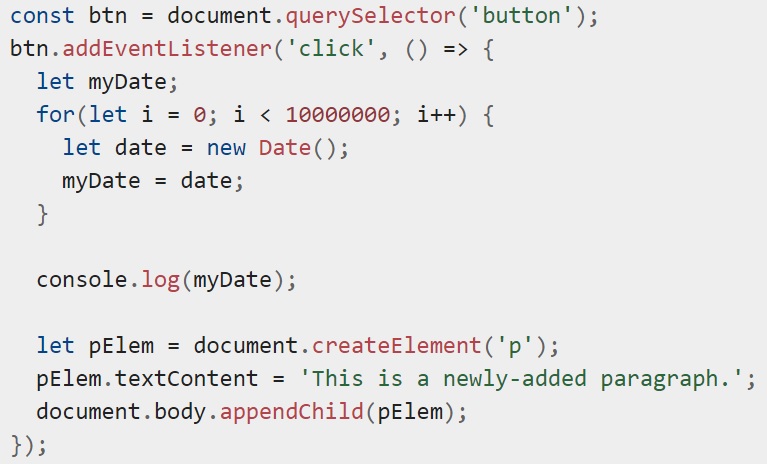 const btn = document.querySelector('button');
btn.addEventListener('click', () => {
  let myDate;
  for(let i = 0; i < 10000000; i++) {
    let date = new Date();
    myDate = date;
  }

  console.log(myDate);

  let pElem = document.createElement('p');
  pElem.textContent = 'This is a newly-added paragraph.';
  document.body.appendChild(pElem);
});